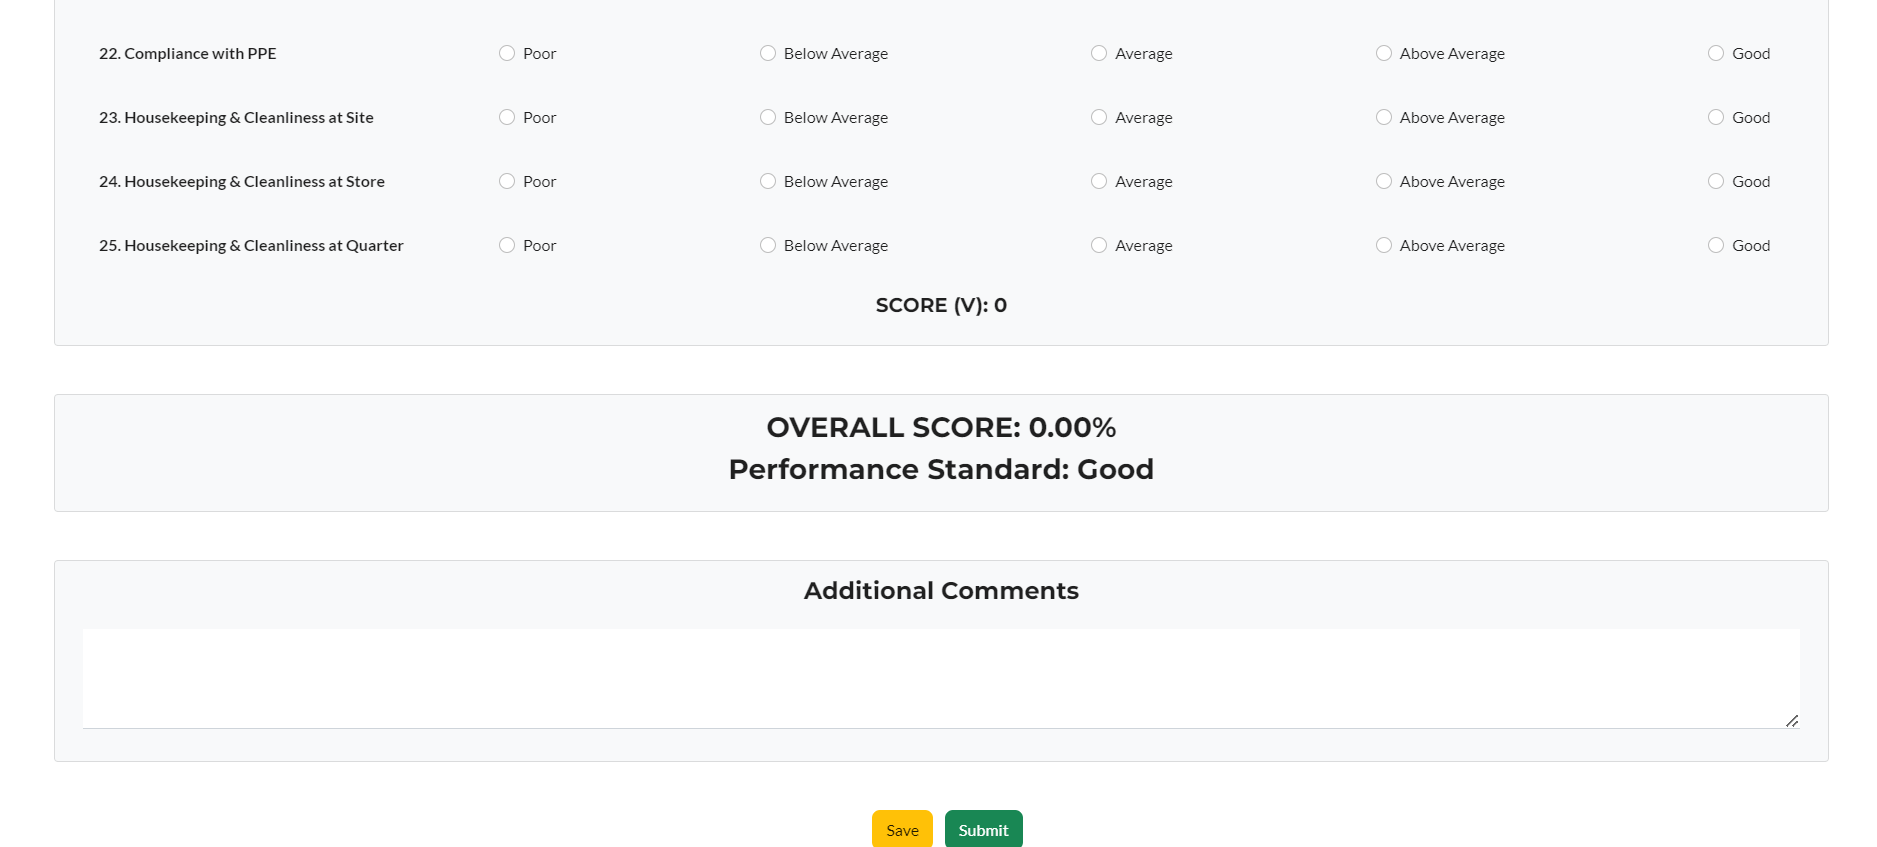 22. Compliance with PPE Poor Below Average Average Above Average Good
23. Housekeeping & Cleanliness at Site Poor Below Average Average Above Average Good
24. Housekeeping & Cleanliness at Store Poor Below Average Average Above Average Good
25. Housekeeping & Cleanliness at Quarter Poor Below Average Average Above Average Good
SCORE (V): 0
OVERALL SCORE: 0.00%
Performance Standard: Good
Additional Comments
Save Submit